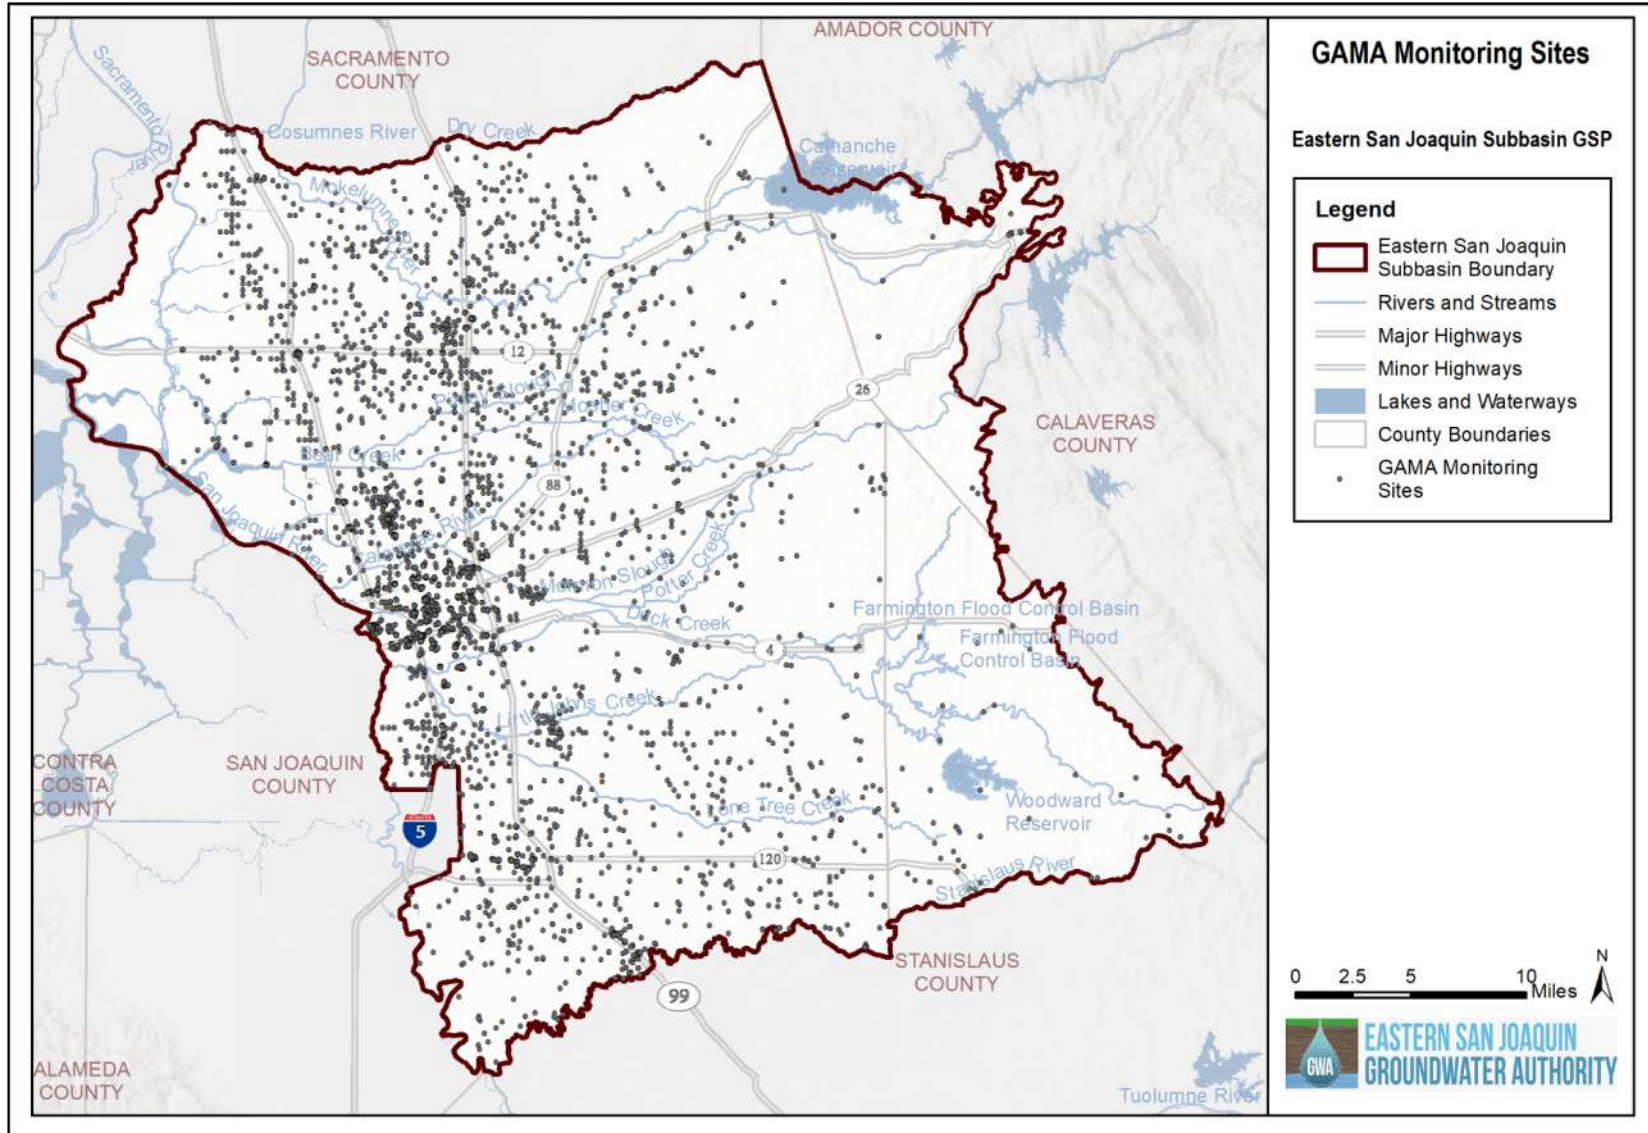 AMADOR COUNTY
SACRAMENTO
COUNTY
Sacramento River
Cosumnes River
Dry Creek
Camanche
Reservoir
Mokelumne River
12
Mosher Creek
26
CALAVERAS
COUNTY
Bear Creek
88
San Joaquin River
Calaveras River
Mormon Slough
Potter Creek
Duck Creek
Farmington Flood Control Basin
Farmington Flood
Control Basin
4
Little Johns Creek
CONTRA
COSTA
COUNTY
SAN JOAQUIN
COUNTY
5
Lone Tree Creek
Woodward
Reservoir
120
Stanislaus River
STANISLAUS
COUNTY
99
ALAMEDA
COUNTY
Tuolumne River
GAMA Monitoring Sites
Eastern San Joaquin Subbasin GSP
Legend
Eastern San Joaquin
Subbasin Boundary
Rivers and Streams
Major Highways
Minor Highways
Lakes and Waterways
County Boundaries
GAMA Monitoring
Sites
N
0 2.5 5 10
Miles
GWA
EASTERN SAN JOAQUIN
GROUNDWATER AUTHORITY